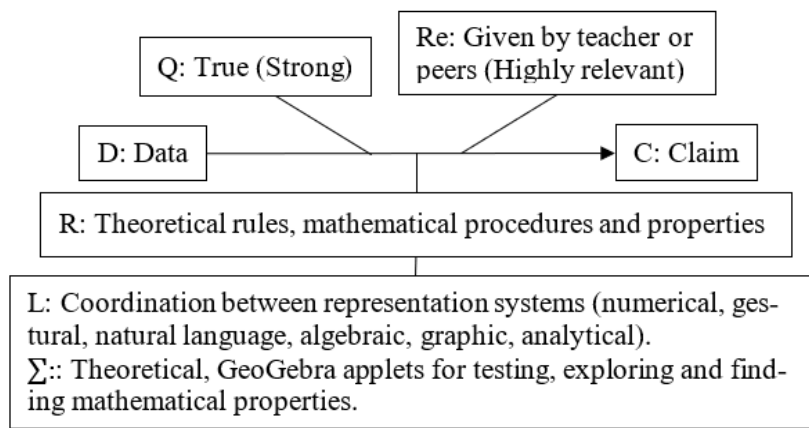 Q: True (Strong)
Re: Given by teacher or
peers (Highly relevant)
D: Data
C: Claim
R: Theoretical rules, mathematical procedures and properties
L: Coordination between representation systems (numerical, ges-
tural, natural language, algebraic, graphic, analytical).
∑:: Theoretical, GeoGebra applets for testing, exploring and find-
ing mathematical properties.